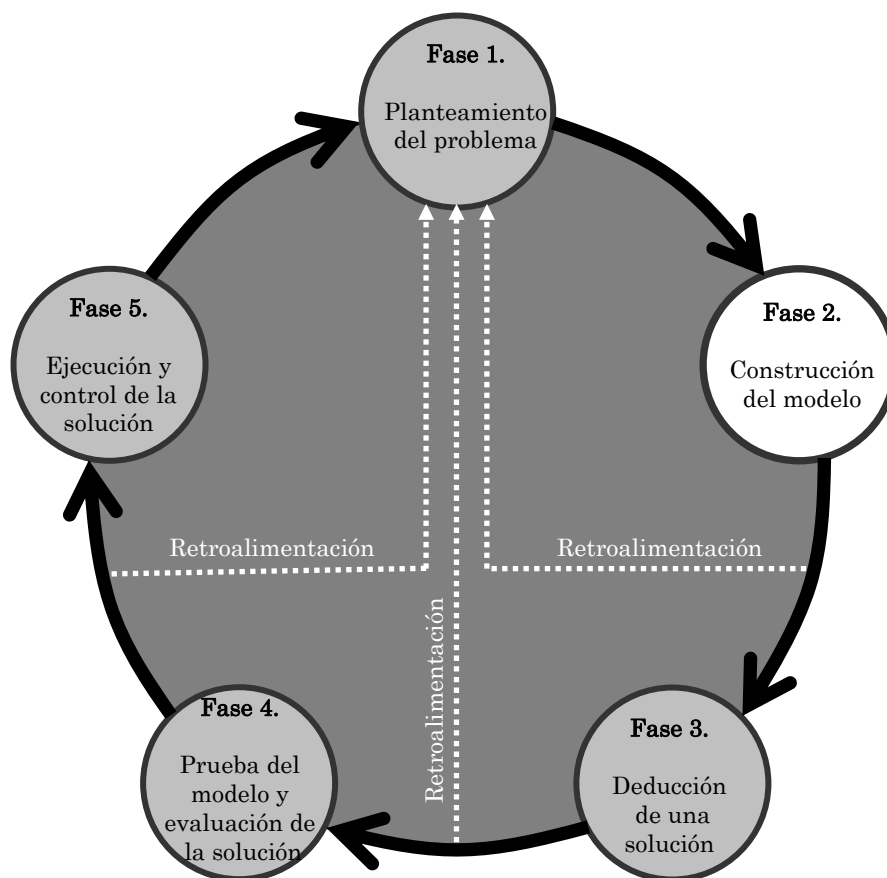 Fase 1.
Planteamiento
del problema
Fase 2.
Construcción
del modelo
Fase 3.
Deducción
de una
solución
Fase 4.
Prueba del
modelo y
evaluación de
la solución
Fase 5.
Ejecución y
control de la
solución
Retroalimentación
Retroalimentación
Retroalimentación